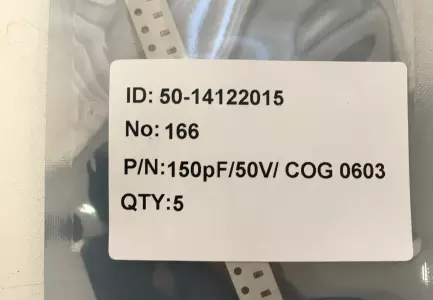 ID: 50-14122015
No: 166
P/N:150pF/50V/ COG 0603
QTY:5